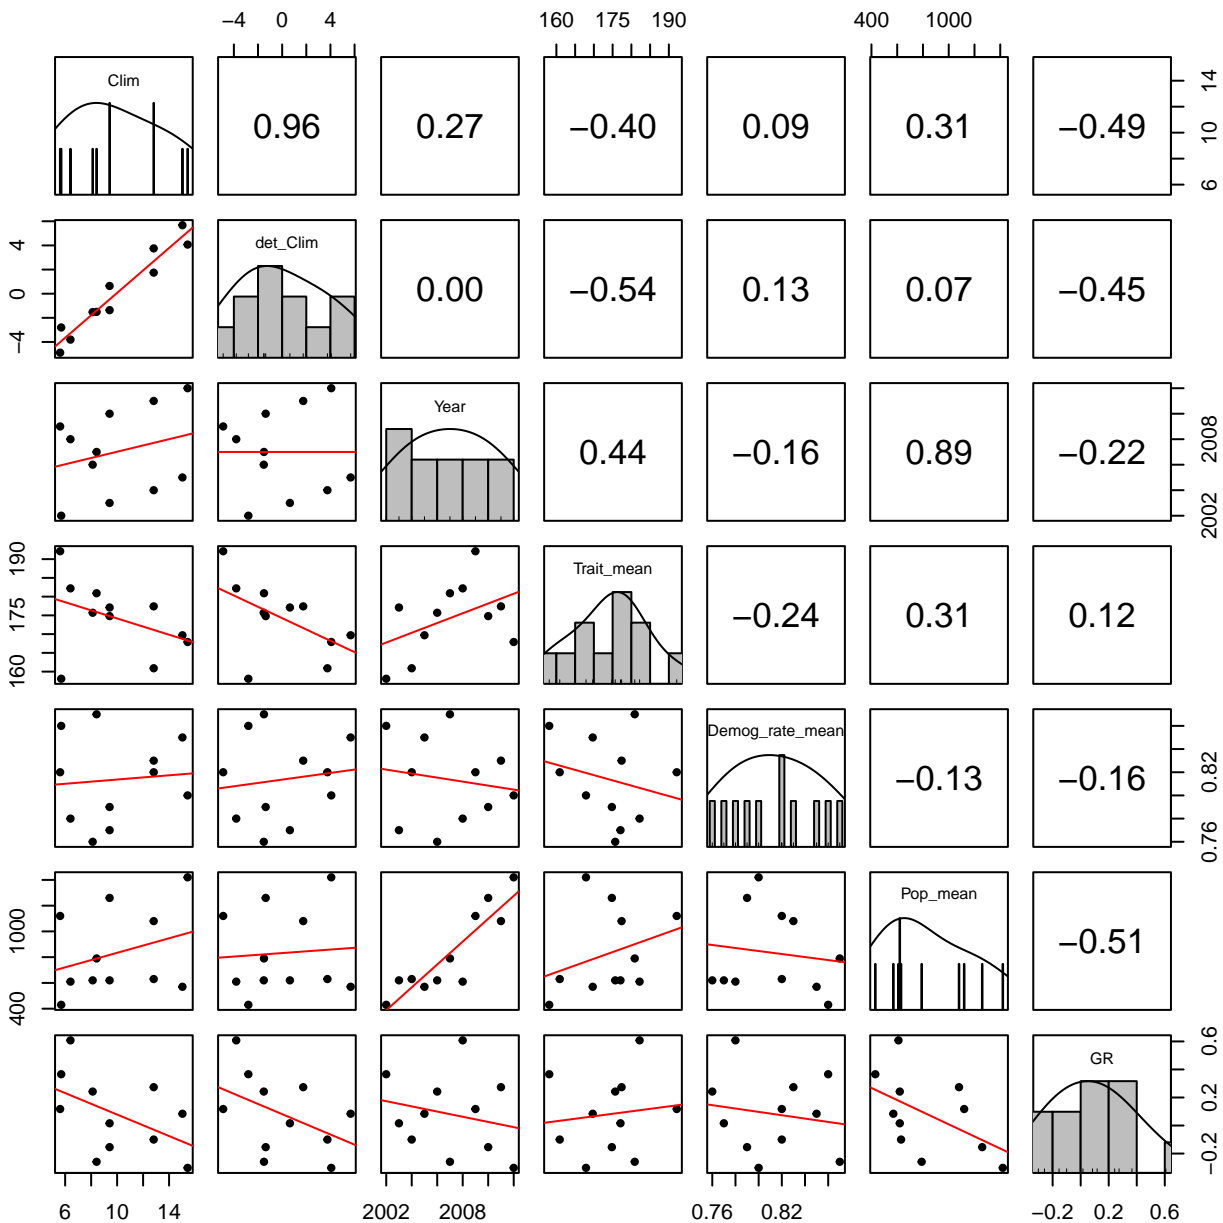 −4 0 4 160 175 190 400 1000
Clim
0.96 0.27 −0.40 0.09 0.31 −0.49
6 10 14
−4 0 4
det_Clim
0.00 −0.54 0.13 0.07 −0.45
Year
0.44 −0.16 0.89 −0.22
2002 2008
160 175 190
Trait_mean
−0.24 0.31 0.12
Demog_rate_mean
−0.13 −0.16
0.76 0.82
400 1000
Pop_mean
−0.51
GR
−0.2 0.2 0.6
6 10 14 2002 2008 0.76 0.82 −0.2 0.2 0.6